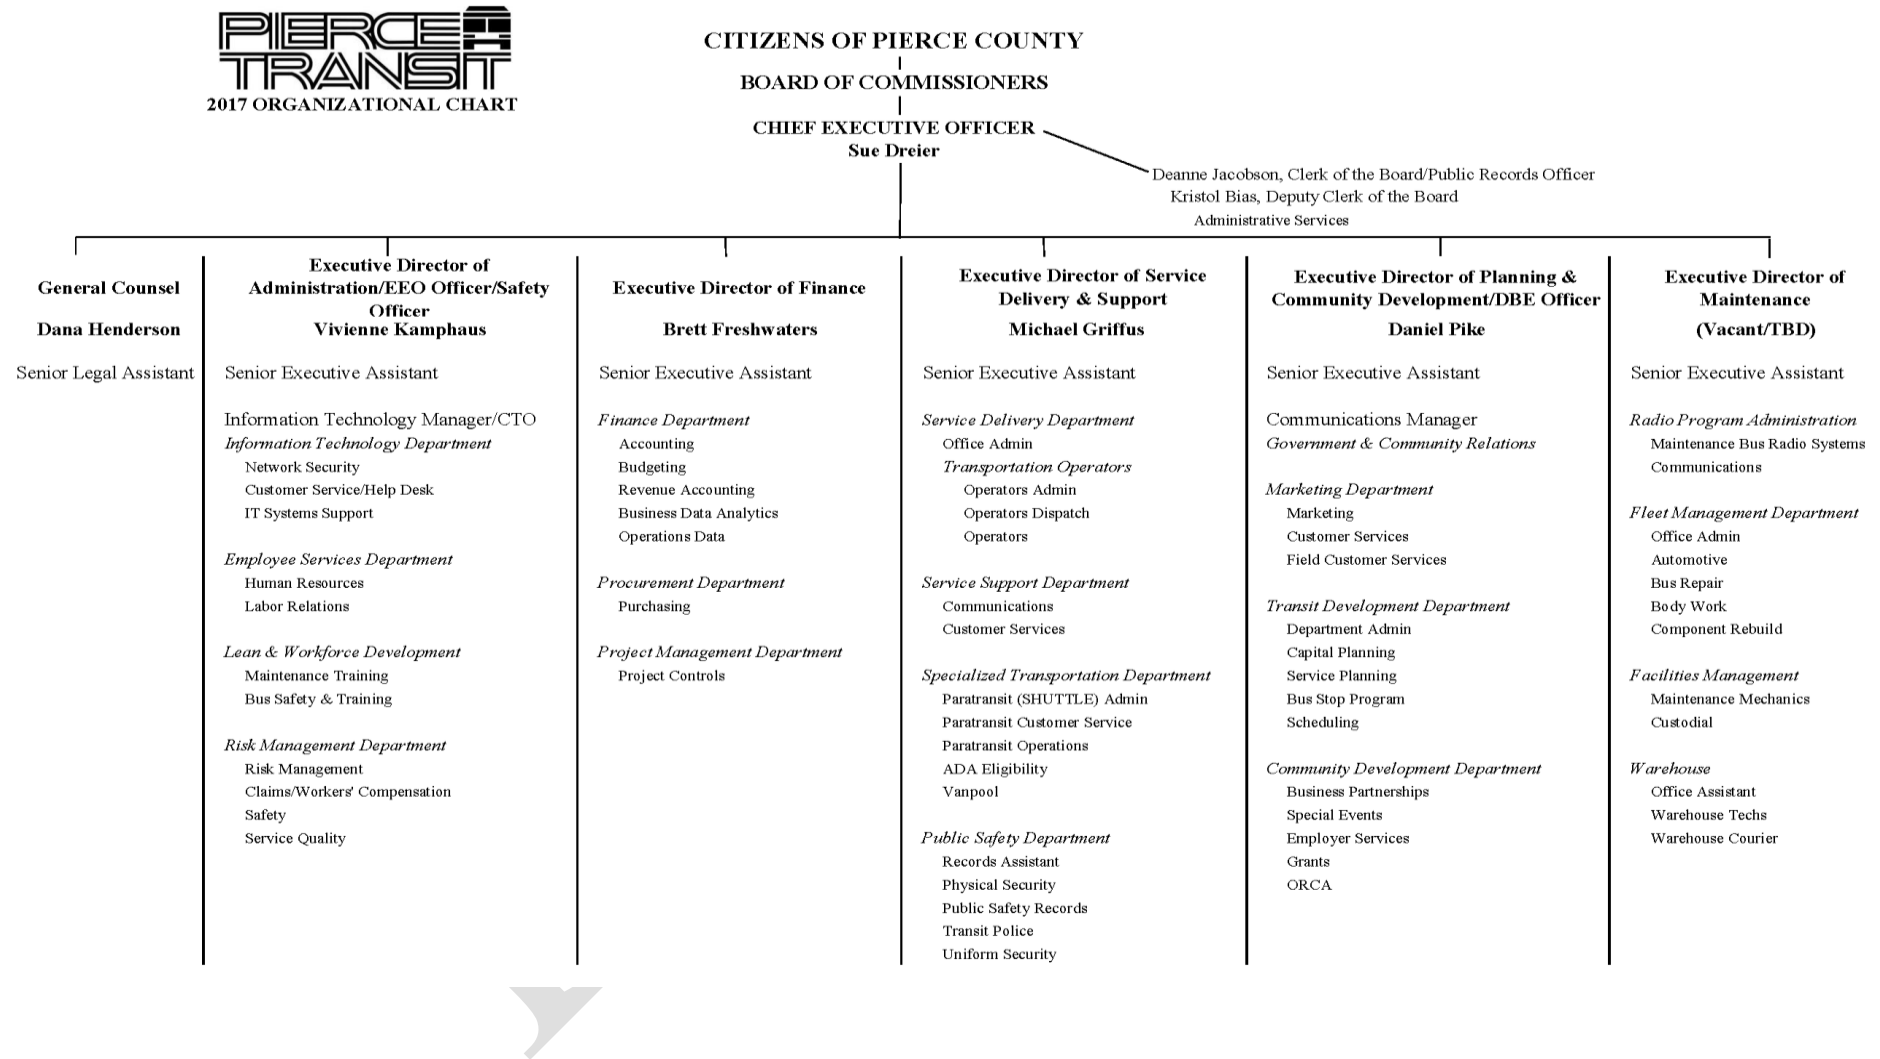 PIERCE
TRANSIT
2017 ORGANIZATIONAL CHART
CITIZENS OF PIERCE COUNTY
BOARD OF COMMISSIONERS
CHIEF EXECUTIVE OFFICER
Sue Dreier
Deanne Jacobson, Clerk of the Board/Public Records Officer
Kristol Bias, Deputy Clerk of the Board
Administrative Services
General Counsel
Dana Henderson
Senior Legal Assistant
Executive Director of
Administration/EEO Officer/Safety
Officer
Vivienne Kamphaus
Senior Executive Assistant
Information Technology Manager/CTO
Information Technology Department
Network Security
Customer Service/Help Desk
IT Systems Support
Employee Services Department
Human Resources
Labor Relations
Lean & Workforce Development
Maintenance Training
Bus Safety & Training
Risk Management Department
Risk Management
Claims/Workers' Compensation
Safety
Service Quality
Executive Director of Finance
Brett Freshwaters
Senior Executive Assistant
Finance Department
Accounting
Budgeting
Revenue Accounting
Business Data Analytics
Operations Data
Procurement Department
Purchasing
Project Management Department
Project Controls
Executive Director of Service
Delivery & Support
Michael Griffus
Senior Executive Assistant
Service Delivery Department
Office Admin
Transportation Operators
Operators Admin
Operators Dispatch
Operators
Service Support Department
Communications
Customer Services
Specialized Transportation Department
Paratransit (SHUTTLE) Admin
Paratransit Customer Service
Paratransit Operations
ADA Eligibility
Vanpool
Public Safety Department
Records Assistant
Physical Security
Public Safety Records
Transit Police
Uniform Security
Executive Director of Planning &
Community Development/DBE Officer
Daniel Pike
Senior Executive Assistant
Communications Manager
Government & Community Relations
Marketing Department
Marketing
Customer Services
Field Customer Services
Transit Development Department
Department Admin
Capital Planning
Service Planning
Bus Stop Program
Scheduling
Community Development Department
Business Partnerships
Special Events
Employer Services
Grants
ORCA
Executive Director of
Maintenance
(Vacant/TBD)
Senior Executive Assistant
Radio Program Administration
Maintenance Bus Radio Systems
Communications
Fleet Management Department
Office Admin
Automotive
Bus Repair
Body Work
Component Rebuild
Facilities Management
Maintenance Mechanics
Custodial
Warehouse
Office Assistant
Warehouse Techs
Warehouse Courier